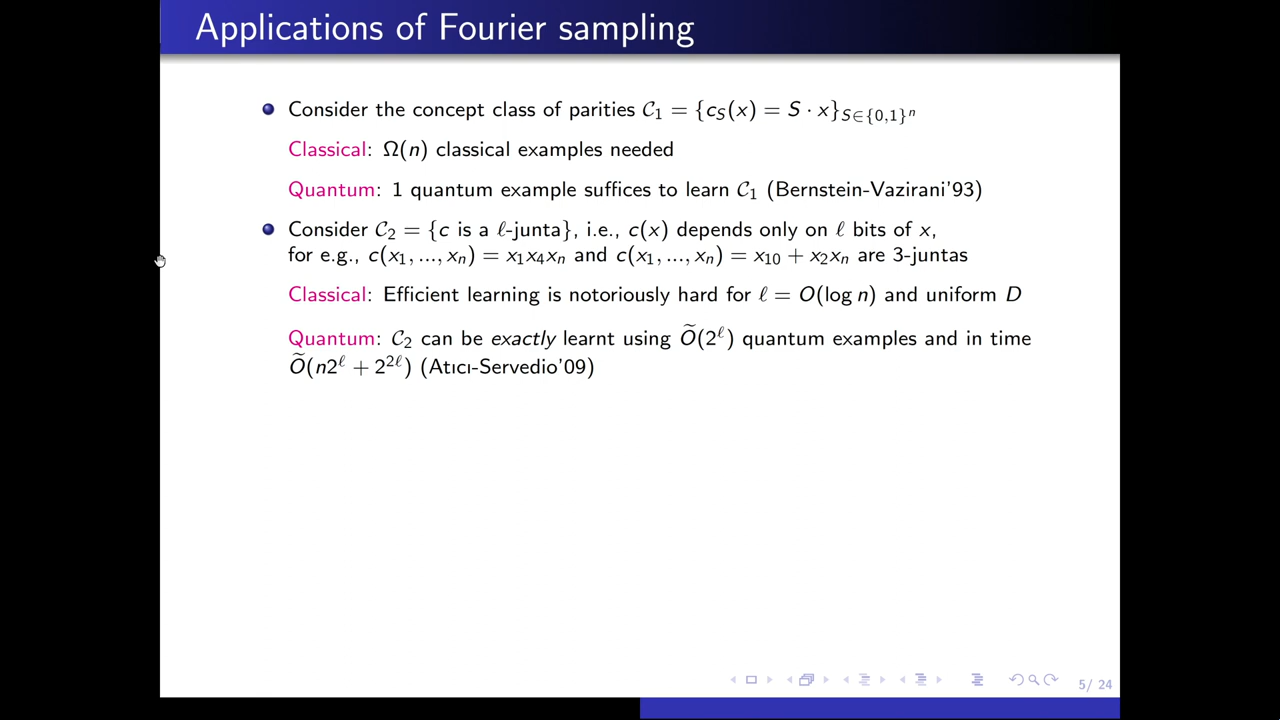 Applications of Fourier sampling
Consider the concept class of parities 𝒞₁ = {c_S(x) = S · x}_{S∈{0,1}ⁿ}
Classical: Ω(n) classical examples needed
Quantum: 1 quantum example suffices to learn 𝒞₁ (Bernstein-Vazirani'93)
Consider 𝒞₂ = {c is a ℓ-junta}, i.e., c(x) depends only on ℓ bits of x,
for e.g., c(x₁, ..., xₙ) = x₁x₄xₙ and c(x₁, ..., xₙ) = x₁₀ + x₂xₙ are 3-juntas
Classical: Efficient learning is notoriously hard for ℓ = O(log n) and uniform D
Quantum: 𝒞₂ can be exactly learnt using Õ(2^ℓ) quantum examples and in time
Õ(n2^ℓ + 2^{2ℓ}) (Atıcı-Servedio'09)
5/ 24